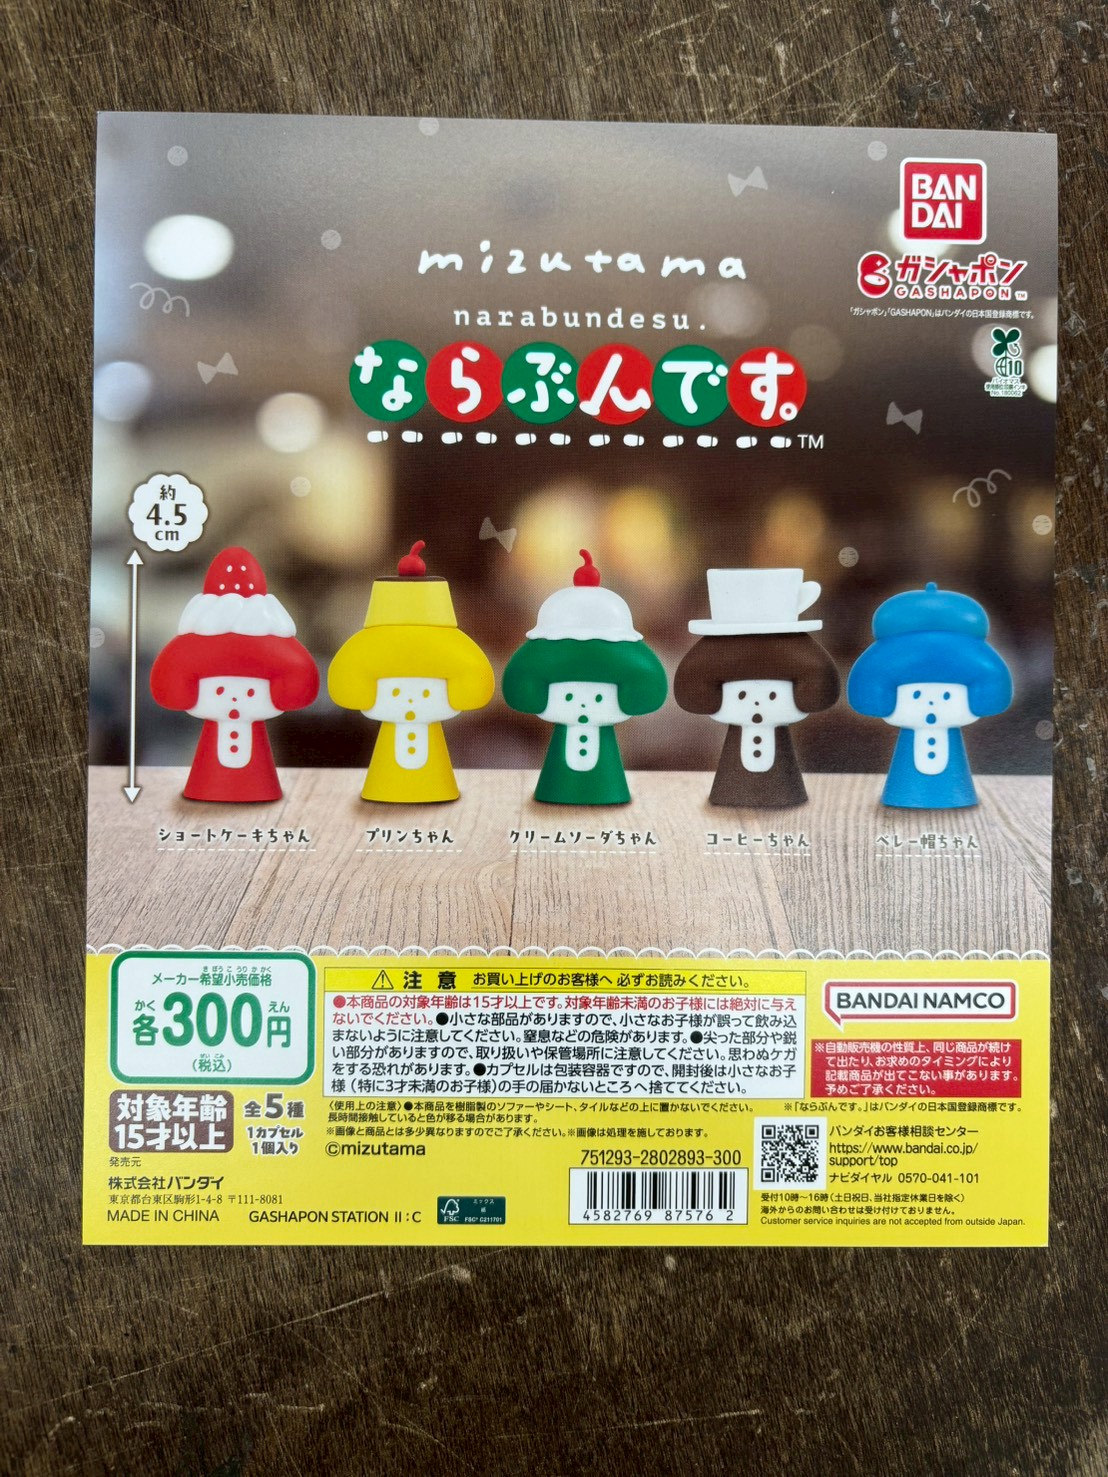 BAN
DAI
mizutama
ガシャポン
GASHAPON TM
「ガシャポン」「GASHAPON」はバンダイの日本国登録商標です。
narabundesu.
ならぶんです。
TM
10
バイオマス
No.180062
約
4.5
cm
ショートケーキちゃん
プリンちゃん
クリームソーダちゃん
コーヒーちゃん
ベレー帽ちゃん
メーカー希望小売価格
きぼうこうりかかく
かく
各300円
えん
(税込)
ぜいこみ
対象年齢
15才以上
全5種
1カプセル
1個入り
⚠注 意 お買い上げのお客様へ 必ずお読みください。
●本商品の対象年齢は15才以上です。対象年齢未満のお子様には絶対に与え
ないでください。●小さな部品がありますので、小さなお子様が誤って飲み込
まないように注意してください。窒息などの危険があります。●尖った部分や鋭
い部分がありますので、取り扱いや保管場所に注意してください。思わぬケガ
をする恐れがあります。●カプセルは包装容器ですので、開封後は小さなお子
様(特に3才未満のお子様)の手の届かないところへ捨ててください。
〈使用上の注意〉●本商品を樹脂製のソファーやシート、タイルなどの上に置かないでください。
長時間接触していると色が移る場合があります。
※画像と商品とは多少異なりますのでご了承ください。※画像は処理を施しております。
©mizutama
BANDAI NAMCO
※自動販売機の性質上、同じ商品が続け
て出たり、お求めのタイミングにより
記載商品が出てこない事があります。
予めご了承ください。
※「ならぶんです。」はバンダイの日本国登録商標です。
発売元
株式会社バンダイ
東京都台東区駒形1-4-8 〒111-8081
MADE IN CHINA
GASHAPON STATION II:C
FSC
ミックス
紙
FSC® C211701
751293-2802893-300
4582769 87576 2
バンダイお客様相談センター
https://www.bandai.co.jp/
support/top
ナビダイヤル 0570-041-101
受付10時～16時(土日祝日、当社指定休業日を除く)
海外からのお問い合わせは受け付けておりません。
Customer service inquiries are not accepted from outside Japan.